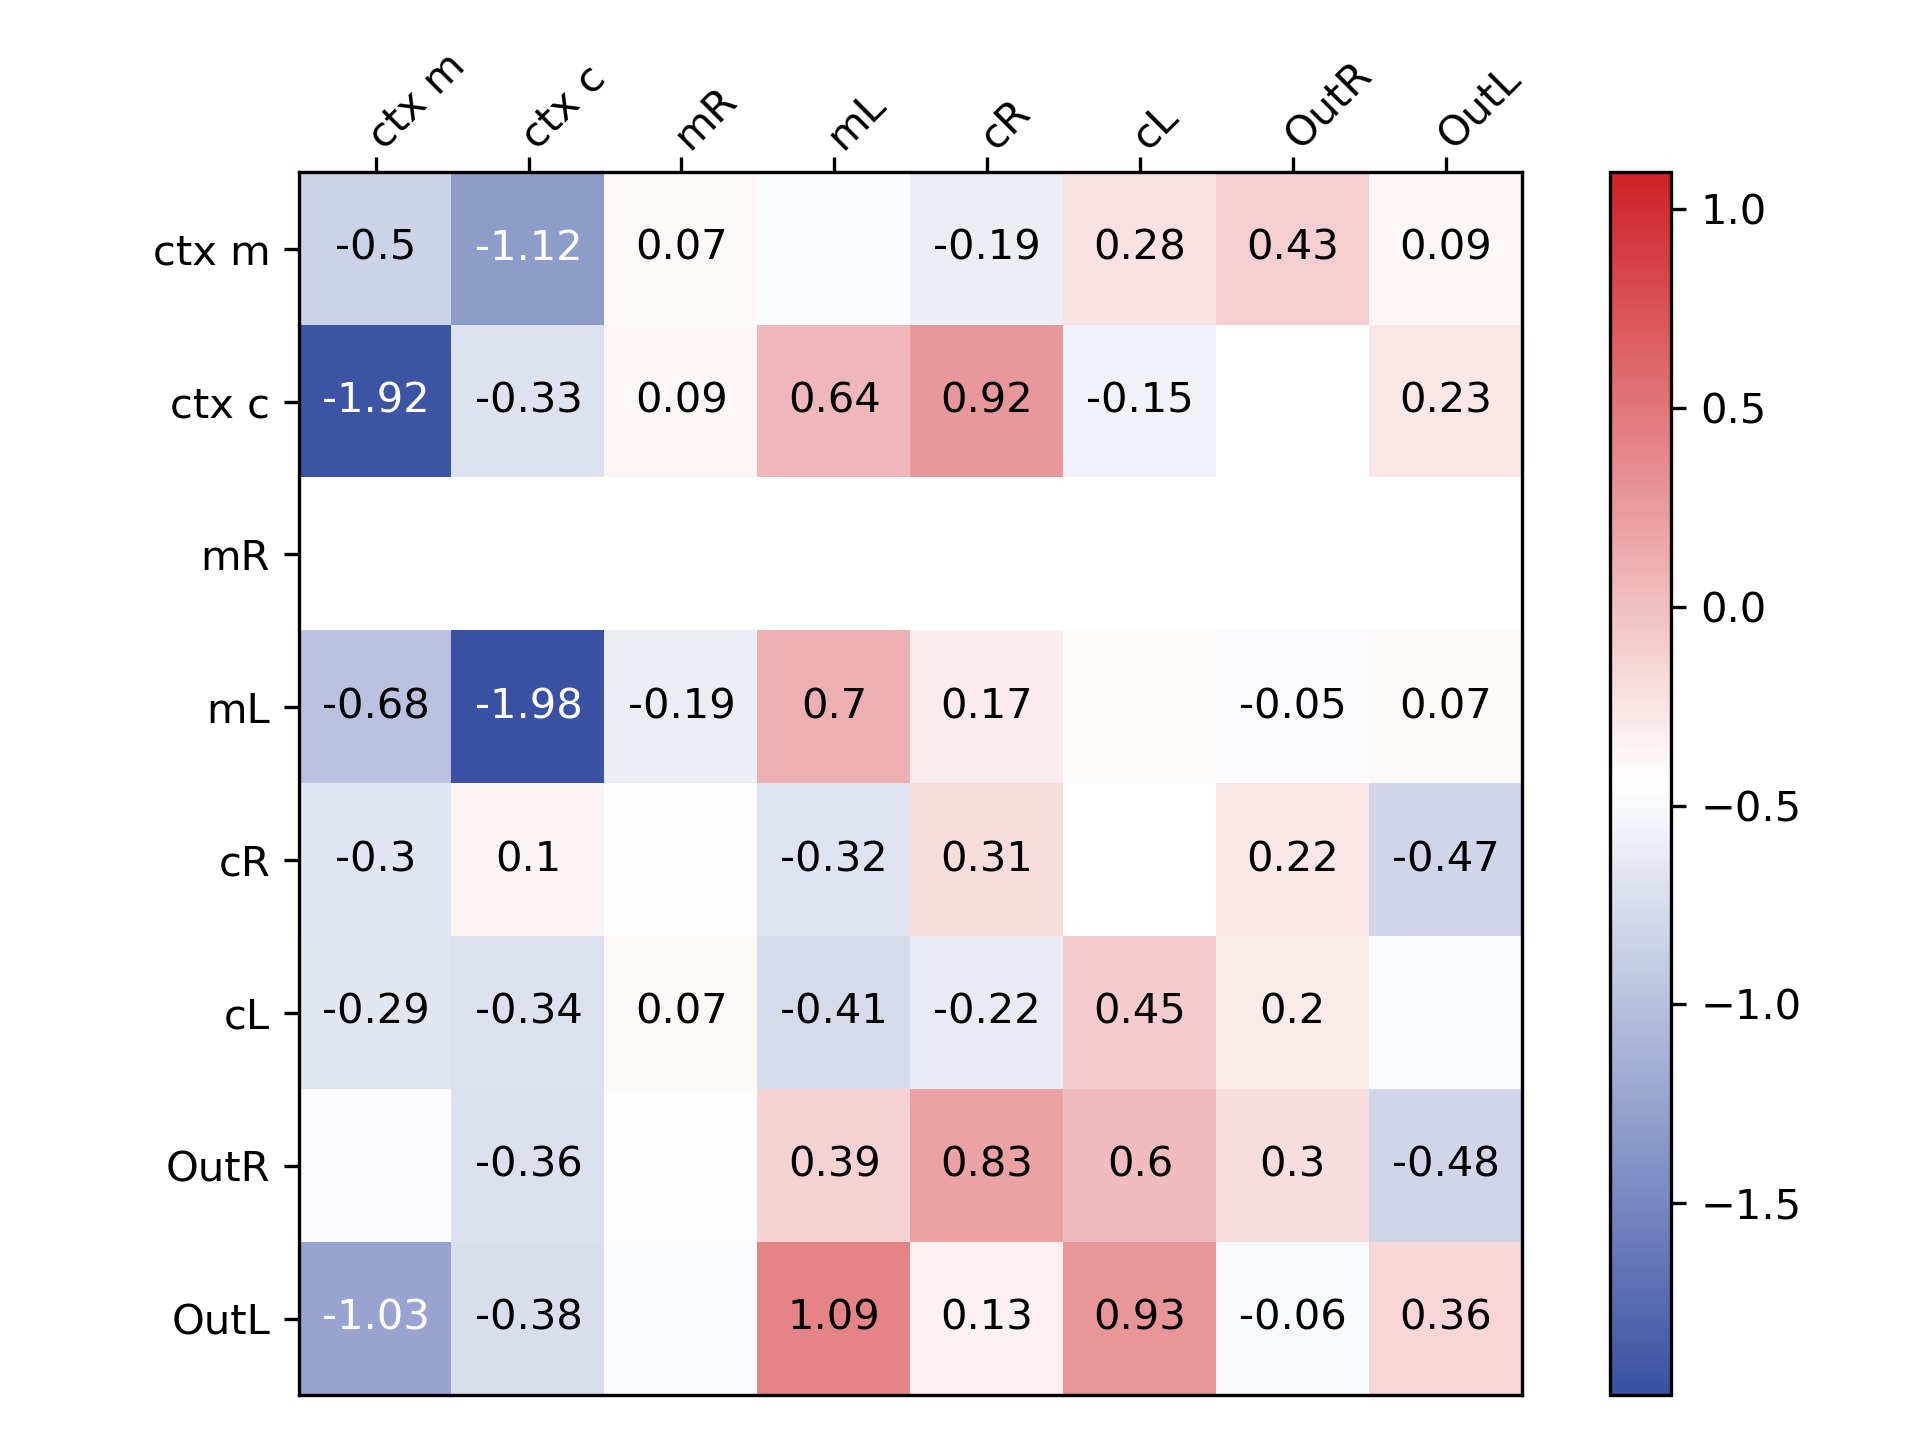 ctx m ctx c mR mL cR cL OutR OutL
ctx m -0.5 -1.12 0.07 -0.19 0.28 0.43 0.09
ctx c -1.92 -0.33 0.09 0.64 0.92 -0.15 0.23
mR
mL -0.68 -1.98 -0.19 0.7 0.17 -0.05 0.07
cR -0.3 0.1 -0.32 0.31 0.22 -0.47
cL -0.29 -0.34 0.07 -0.41 -0.22 0.45 0.2
OutR -0.36 0.39 0.83 0.6 0.3 -0.48
OutL -1.03 -0.38 1.09 0.13 0.93 -0.06 0.36
1.0
0.5
0.0
−0.5
−1.0
−1.5